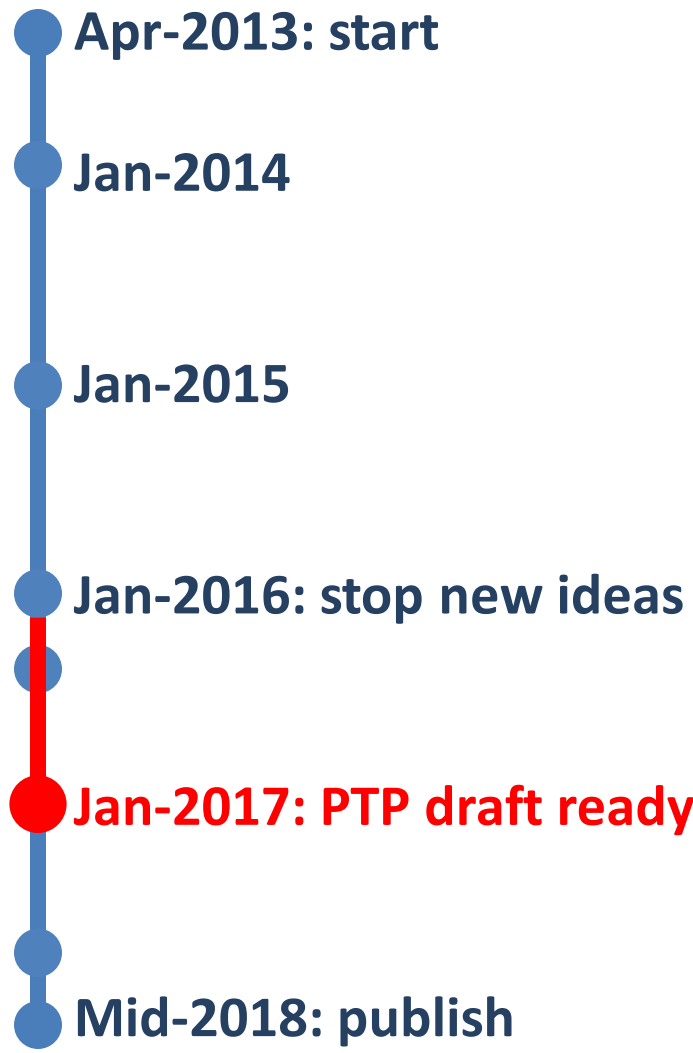 Apr-2013: start
Jan-2014
Jan-2015
Jan-2016: stop new ideas
Jan-2017: PTP draft ready
Mid-2018: publish